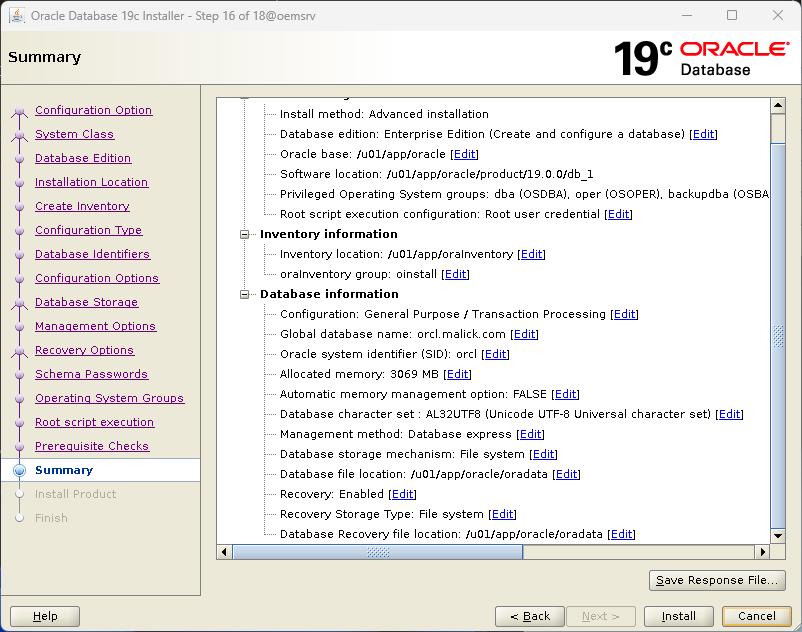 Oracle Database 19c Installer - Step 16 of 18@oemsrv
Summary
19c ORACLE
Database
Configuration Option
System Class
Database Edition
Installation Location
Create Inventory
Configuration Type
Database Identifiers
Configuration Options
Database Storage
Management Options
Recovery Options
Schema Passwords
Operating System Groups
Root script execution
Prerequisite Checks
Summary
Install Product
Finish
Install method: Advanced installation
Database edition: Enterprise Edition (Create and configure a database) [Edit]
Oracle base: /u01/app/oracle [Edit]
Software location: /u01/app/oracle/product/19.0.0/db_1
Privileged Operating System groups: dba (OSDBA), oper (OSOPER), backupdba (OSBA
Root script execution configuration: Root user credential [Edit]
Inventory information
Inventory location: /u01/app/oraInventory [Edit]
oraInventory group: oinstall [Edit]
Database information
Configuration: General Purpose / Transaction Processing [Edit]
Global database name: orcl.malick.com [Edit]
Oracle system identifier (SID): orcl [Edit]
Allocated memory: 3069 MB [Edit]
Automatic memory management option: FALSE [Edit]
Database character set : AL32UTF8 (Unicode UTF-8 Universal character set) [Edit]
Management method: Database express [Edit]
Database storage mechanism: File system [Edit]
Database file location: /u01/app/oracle/oradata [Edit]
Recovery: Enabled [Edit]
Recovery Storage Type: File system [Edit]
Database Recovery file location: /u01/app/oracle/oradata [Edit]
Save Response File...
Help
< Back
Next >
Install
Cancel